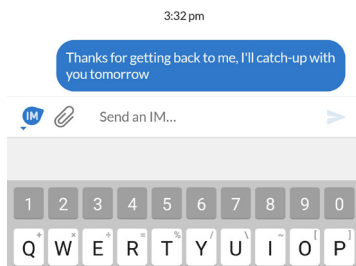 3:32 pm
Thanks for getting back to me, I'll catch-up with
you tomorrow
IM Send an IM...
1 2 3 4 5 6 7 8 9 0
+ × ÷ = % / \ ~ [ ]
Q W E R T Y U I O P